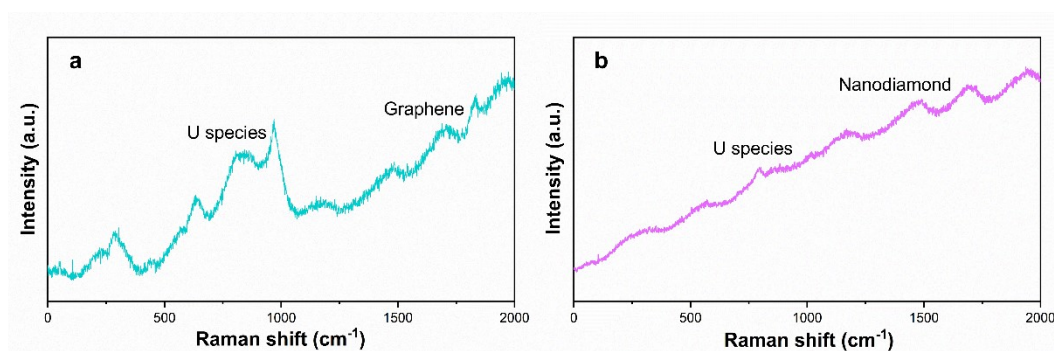 a
Graphene
U species
Intensity (a.u.)
0 500 1000 1500 2000
Raman shift (cm⁻¹)
b
Nanodiamond
U species
Intensity (a.u.)
0 500 1000 1500 2000
Raman shift (cm⁻¹)